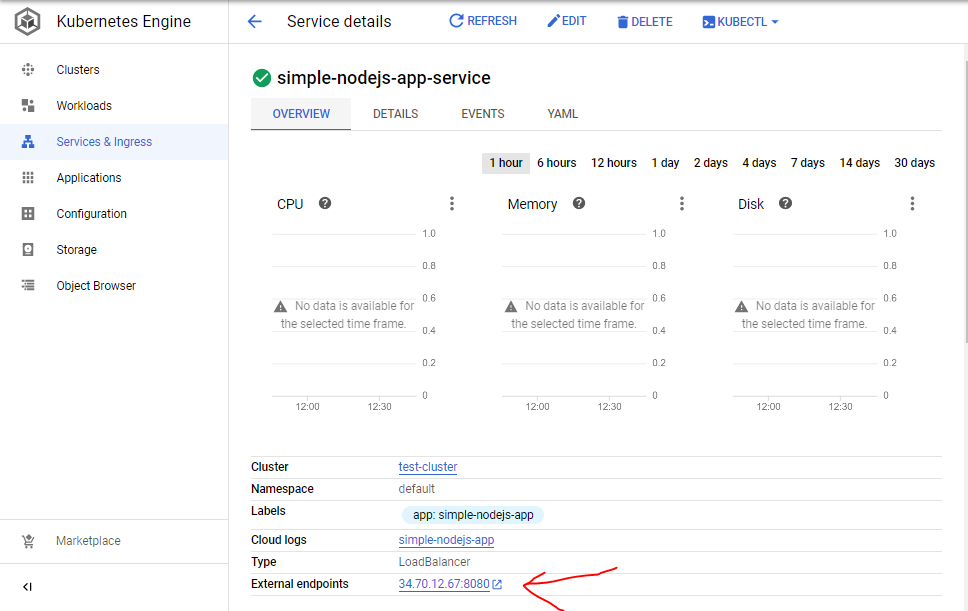 Kubernetes Engine
Service details
REFRESH
EDIT
DELETE
KUBECTL
Clusters
Workloads
Services & Ingress
Applications
Configuration
Storage
Object Browser
Marketplace
simple-nodejs-app-service
OVERVIEW DETAILS EVENTS YAML
1 hour 6 hours 12 hours 1 day 2 days 4 days 7 days 14 days 30 days
CPU
1.0
0.8
0.6
0.4
0.2
0
No data is available for
the selected time frame.
12:00 12:30
Memory
1.0
0.8
0.6
0.4
0.2
0
No data is available for
the selected time frame.
12:00 12:30
Disk
1.0
0.8
0.6
0.4
0.2
0
No data is available for
the selected time frame.
12:00 12:30
Cluster test-cluster
Namespace default
Labels app: simple-nodejs-app
Cloud logs simple-nodejs-app
Type LoadBalancer
External endpoints 34.70.12.67:8080